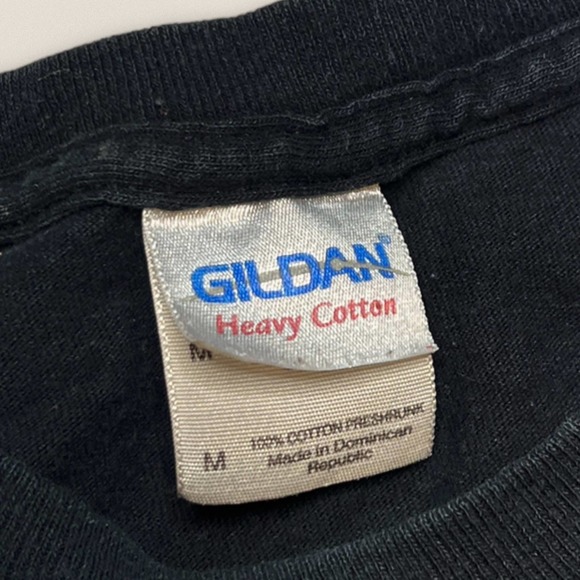 GILDAN
Heavy Cotton
M
M
100% COTTON PRESHRUNK
Made in Dominican
Republic